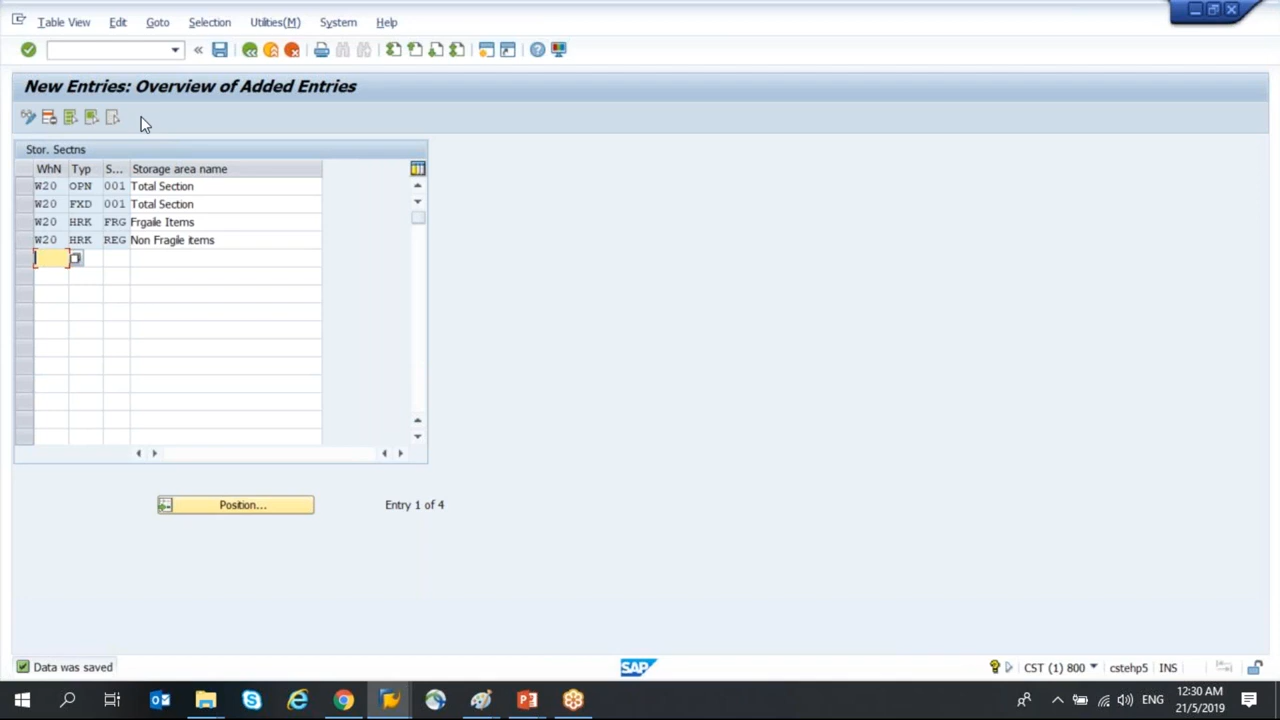 Table View Edit Goto Selection Utilities(M) System Help
New Entries: Overview of Added Entries
Stor. Sectns
WhN Typ S... Storage area name
W20 OPN 001 Total Section
W20 FXD 001 Total Section
W20 HRK FRG Frgaile Items
W20 HRK REG Non Fragile items
Position... Entry 1 of 4
Data was saved SAP CST (1) 800 cstehp5 INS
ENG 12:30 AM
21/5/2019